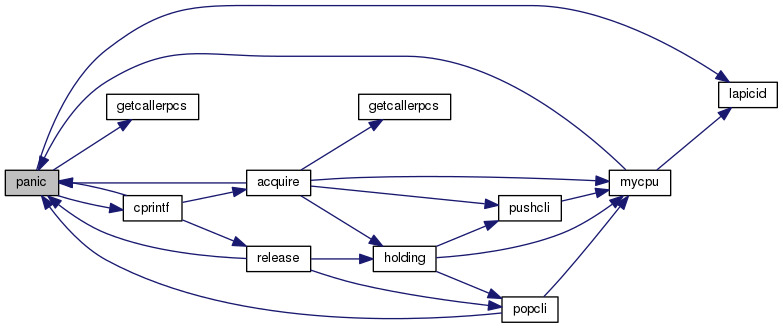 lapicid
getcallerpcs
getcallerpcs
panic
acquire
mycpu
cprintf
pushcli
release
holding
popcli